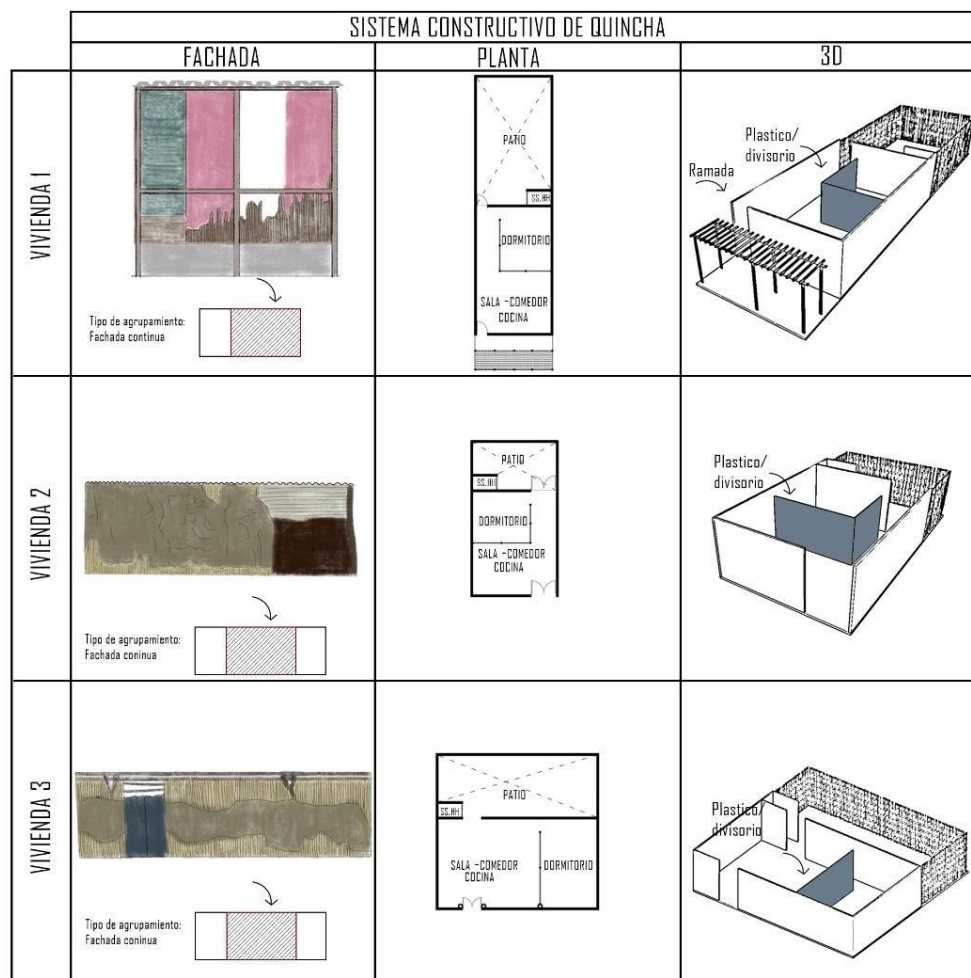 SISTEMA CONSTRUCTIVO DE QUINCHA
FACHADA
PLANTA
3D
VIVIENDA 1
Tipo de agrupamiento:
Fachada continua
PATIO
SS.HH
DORMITORIO
SALA -COMEDOR
COCINA
Ramada
Plastico/
divisorio
VIVIENDA 2
Tipo de agrupamiento:
Fachada coninua
PATIO
SS.HH
DORMITORIO
SALA -COMEDOR
COCINA
Plastico/
divisorio
VIVIENDA 3
Tipo de agrupamiento:
Fachada coninua
PATIO
SS.HH
SALA -COMEDOR
COCINA
DORMITORIO
Plastico/
divisorio